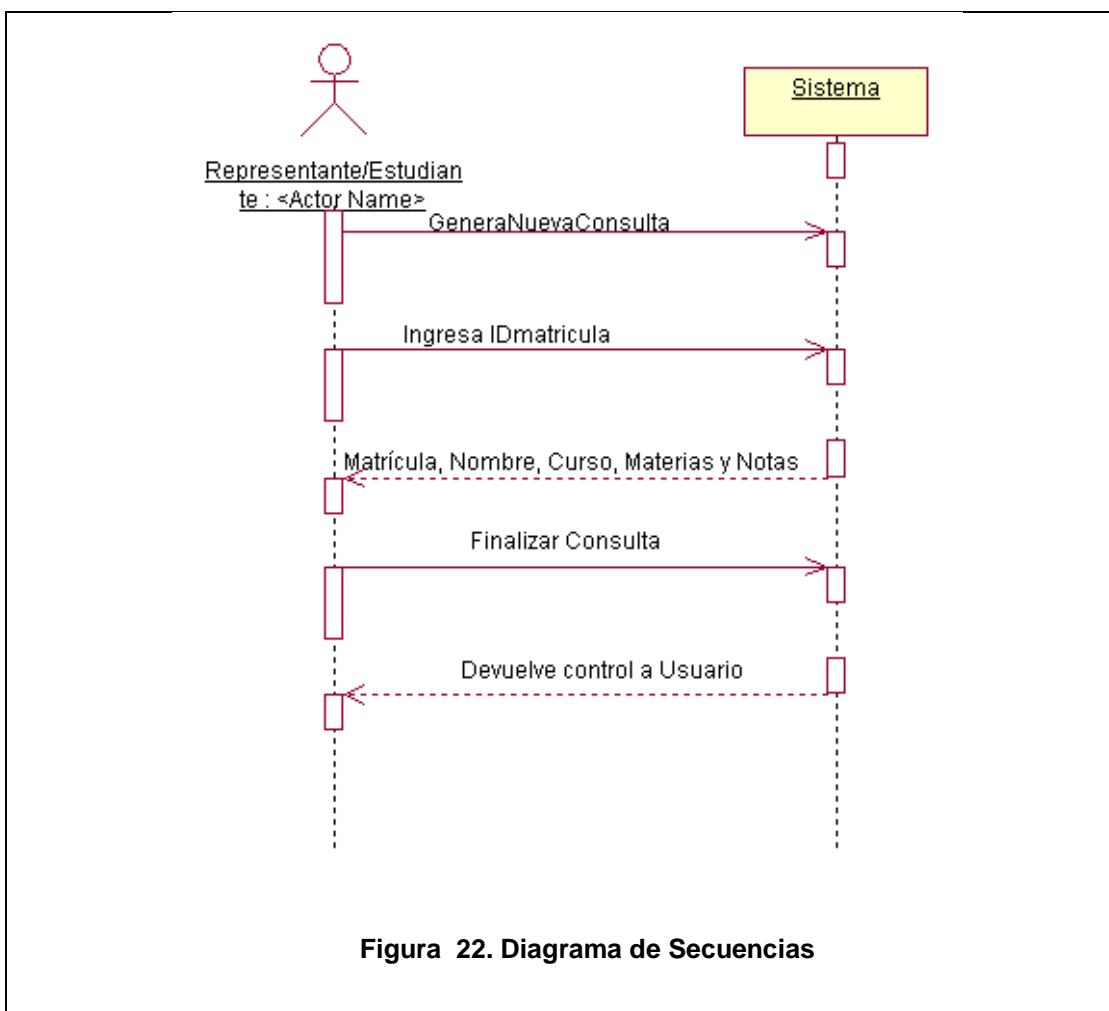 Sistema
Representante/Estudian
te : <Actor Name>
GeneraNuevaConsulta
Ingresa IDmatricula
Matrícula, Nombre, Curso, Materias y Notas
Finalizar Consulta
Devuelve control a Usuario
Figura 22. Diagrama de Secuencias